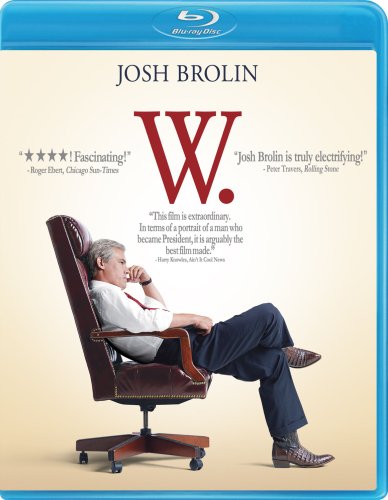 Blu-ray Disc
JOSH BROLIN
W.
"★★★★! Fascinating!"
- Roger Ebert, Chicago Sun-Times
"Josh Brolin is truly electrifying!"
- Peter Travers, Rolling Stone
"This film is extraordinary.
In terms of a portrait of a man who
became President, it is arguably the
best film made."
- Harry Knowles, Ain't It Cool News